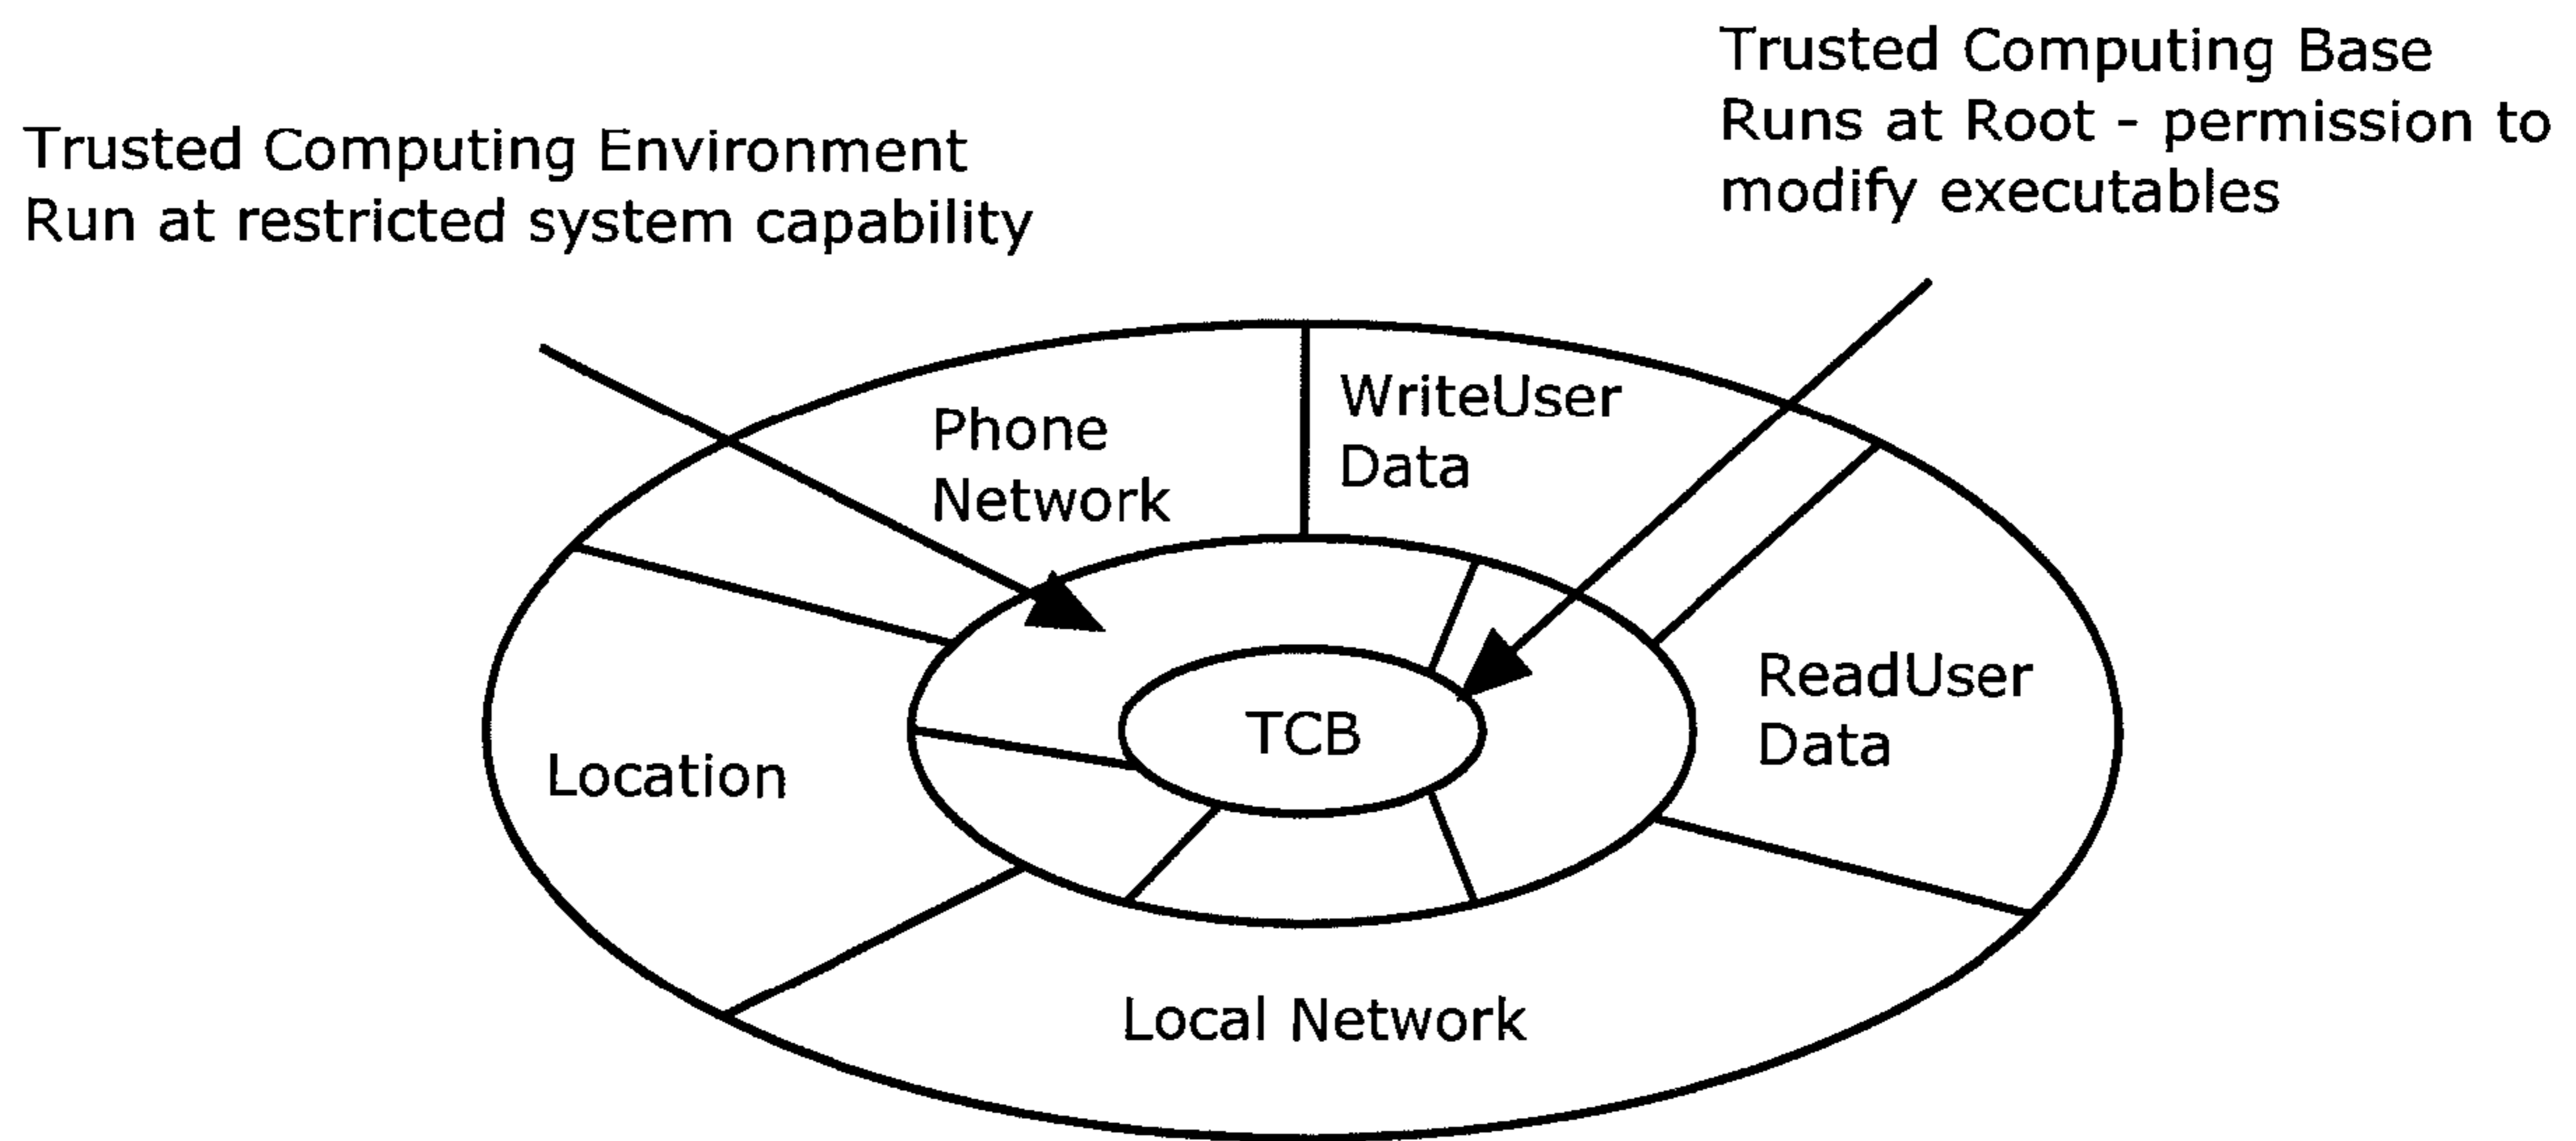 Trusted Computing Base
Runs at Root - permission to
modify executables
Trusted Computing Environment
Run at restricted system capability
Phone
Network
WriteUser
Data
ReadUser
Data
Location
TCB
Local Network